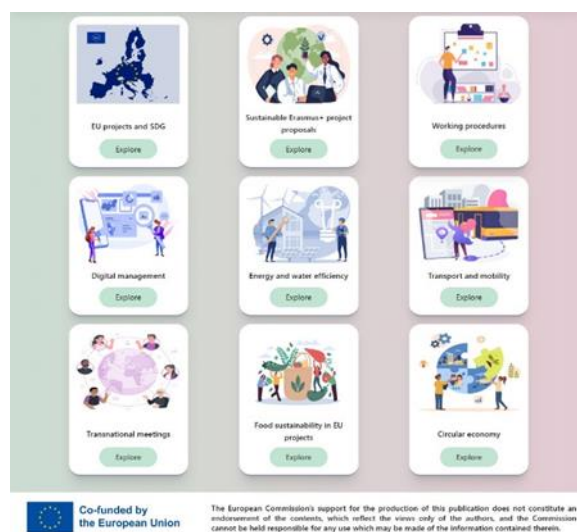 EU projects and SDG
Explore
Sustainable Erasmus+ project
proposals
Explore
Working procedures
Explore
Digital management
Explore
Energy and water efficiency
Explore
Transport and mobility
Explore
Transnational meetings
Explore
Food sustainability in EU
projects
Explore
Circular economy
Explore
Co-funded by
the European Union
The European Commission's support for the production of this publication does not constitute an
endorsement of the contents, which reflect the views only of the authors, and the Commission
cannot be held responsible for any use which may be made of the information contained therein.